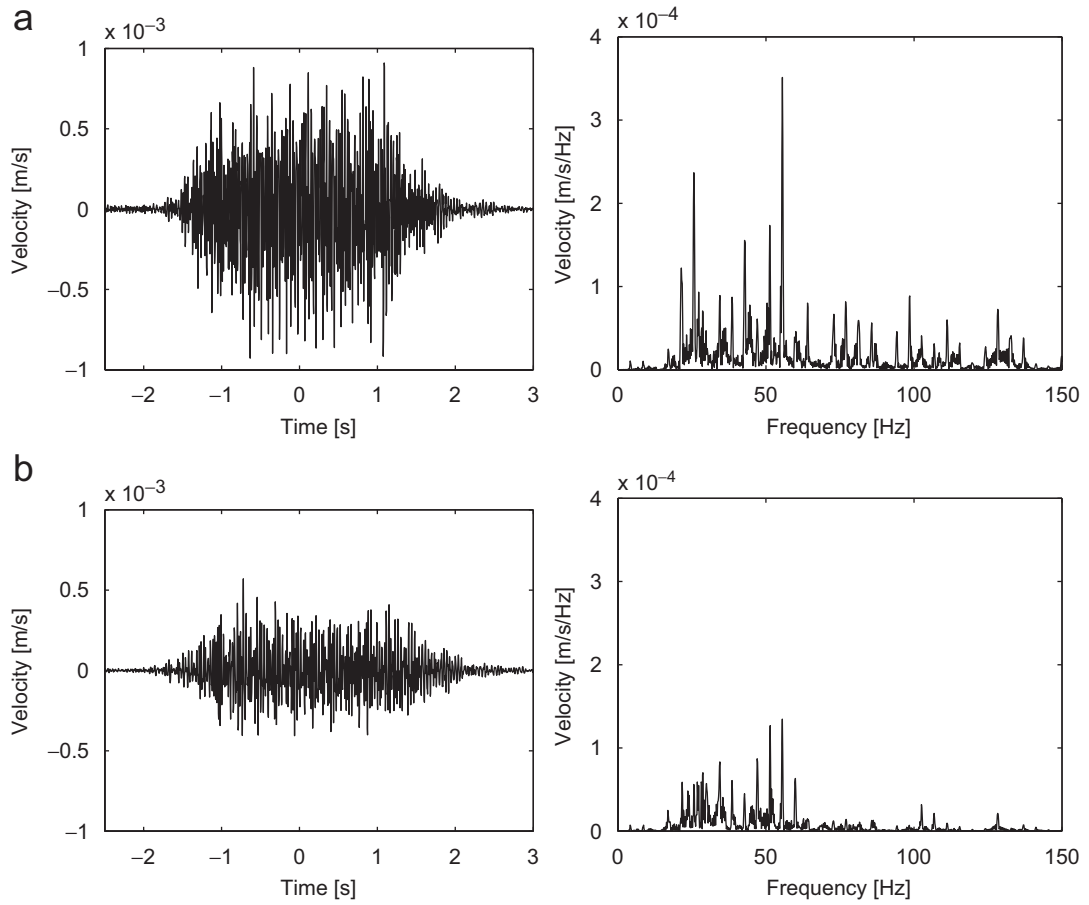 a
x 10−3
1
0.5
0
−0.5
−1
Velocity [m/s]
−2 −1 0 1 2 3
Time [s]
x 10−4
4
3
2
1
0
Velocity [m/s/Hz]
0 50 100 150
Frequency [Hz]
b
x 10−3
1
0.5
0
−0.5
−1
Velocity [m/s]
−2 −1 0 1 2 3
Time [s]
x 10−4
4
3
2
1
0
Velocity [m/s/Hz]
0 50 100 150
Frequency [Hz]